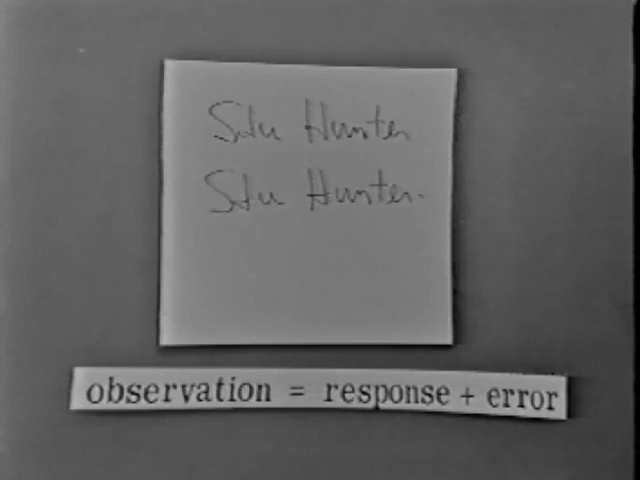 Stu Hunter
Stu Hunter.
observation = response + error